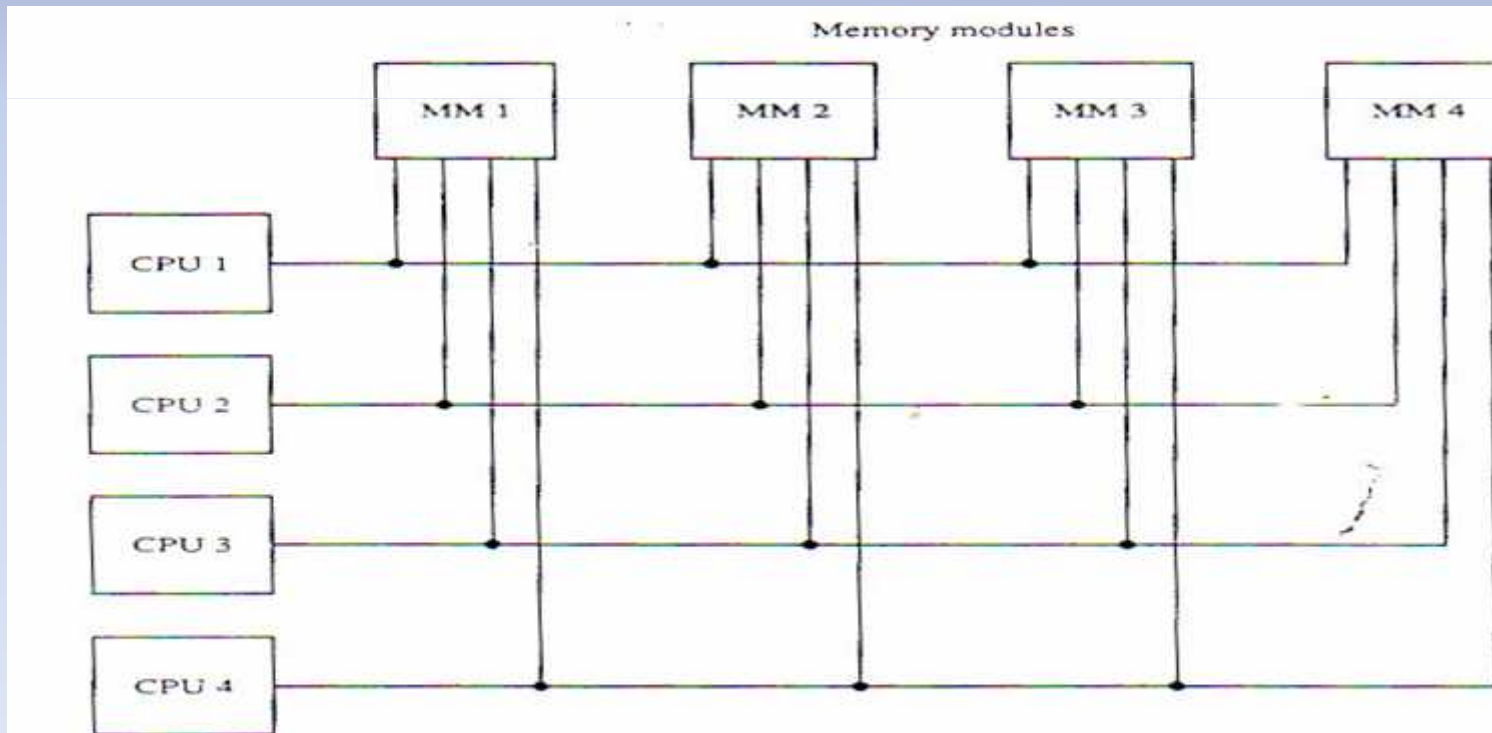 Memory modules
MM 1 MM 2 MM 3 MM 4
CPU 1
CPU 2
CPU 3
CPU 4